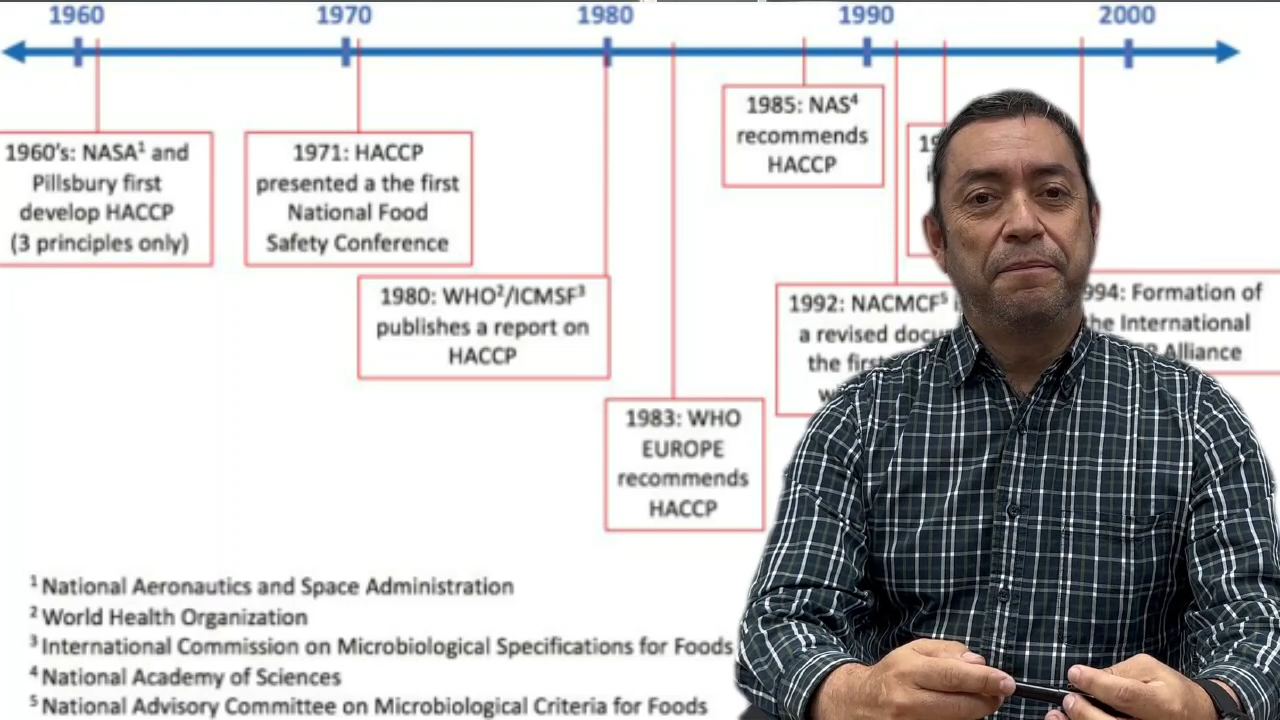 1960
1970
1980
1990
2000
1960's: NASA¹ and
Pillsbury first
develop HACCP
(3 principles only)
1971: HACCP
presented a the first
National Food
Safety Conference
1980: WHO²/ICMSF³
publishes a report on
HACCP
1983: WHO
EUROPE
recommends
HACCP
1985: NAS⁴
recommends
HACCP
1992: NACMCF⁵
a revised
the
994: Formation of
International
Alliance
¹ National Aeronautics and Space Administration
² World Health Organization
³ International Commission on Microbiological Specifications for Foods
⁴ National Academy of Sciences
⁵ National Advisory Committee on Microbiological Criteria for Foods